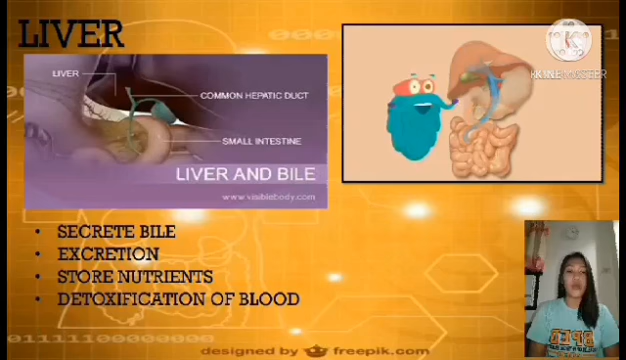 LIVER
LIVER
COMMON HEPATIC DUCT
SMALL INTESTINE
LIVER AND BILE
www.visiblebody.com
K
KINEMASTER
• SECRETE BILE
• EXCRETION
• STORE NUTRIENTS
• DETOXIFICATION OF BLOOD
designed by freepik.com